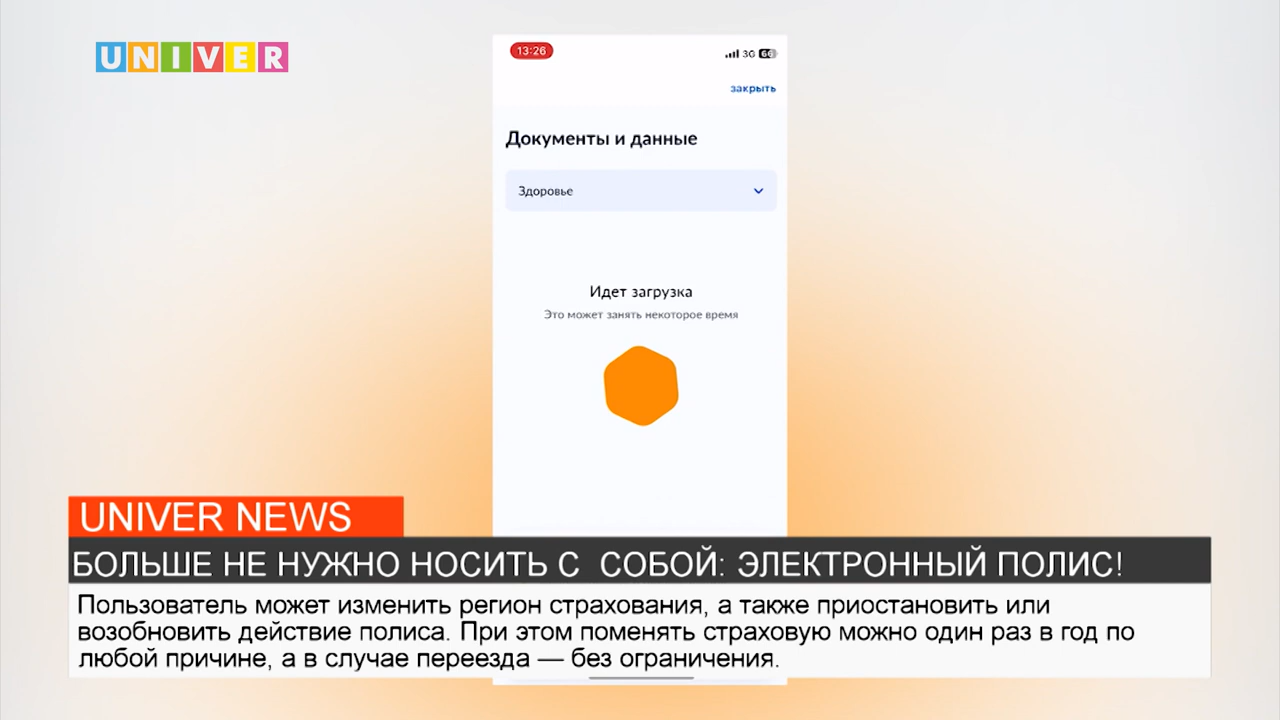 UNIVER
13:26
3G 66
закрыть
Документы и данные
Здоровье
Идет загрузка
Это может занять некоторое время
UNIVER NEWS
БОЛЬШЕ НЕ НУЖНО НОСИТЬ С СОБОЙ: ЭЛЕКТРОННЫЙ ПОЛИС!
Пользователь может изменить регион страхования, а также приостановить или
возобновить действие полиса. При этом поменять страховую можно один раз в год по
любой причине, а в случае переезда — без ограничения.